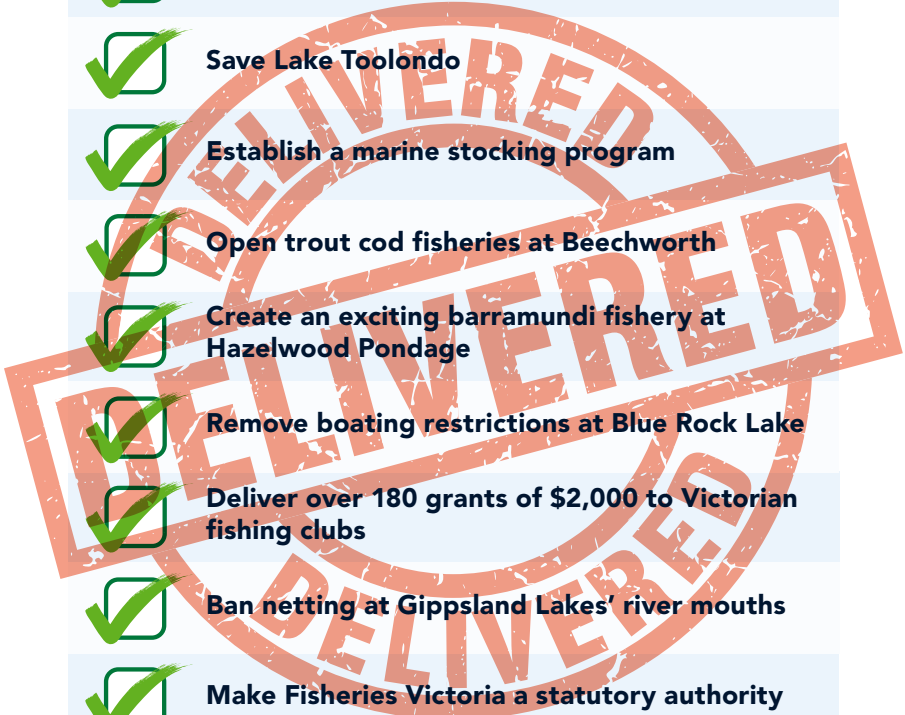 Save Lake Toolondo
Establish a marine stocking program
Open trout cod fisheries at Beechworth
Create an exciting barramundi fishery at
Hazelwood Pondage
Remove boating restrictions at Blue Rock Lake
Deliver over 180 grants of $2,000 to Victorian
fishing clubs
Ban netting at Gippsland Lakes’ river mouths
Make Fisheries Victoria a statutory authority
DELIVERED
DELIVERED
DELIVERED